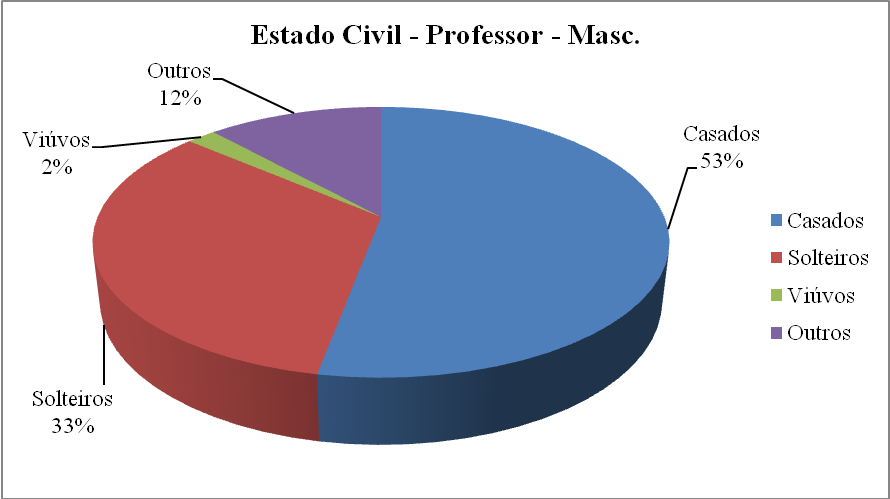 Estado Civil - Professor - Masc.
Outros
12%
Viúvos
2%
Casados
53%
Solteiros
33%
Casados
Solteiros
Viúvos
Outros